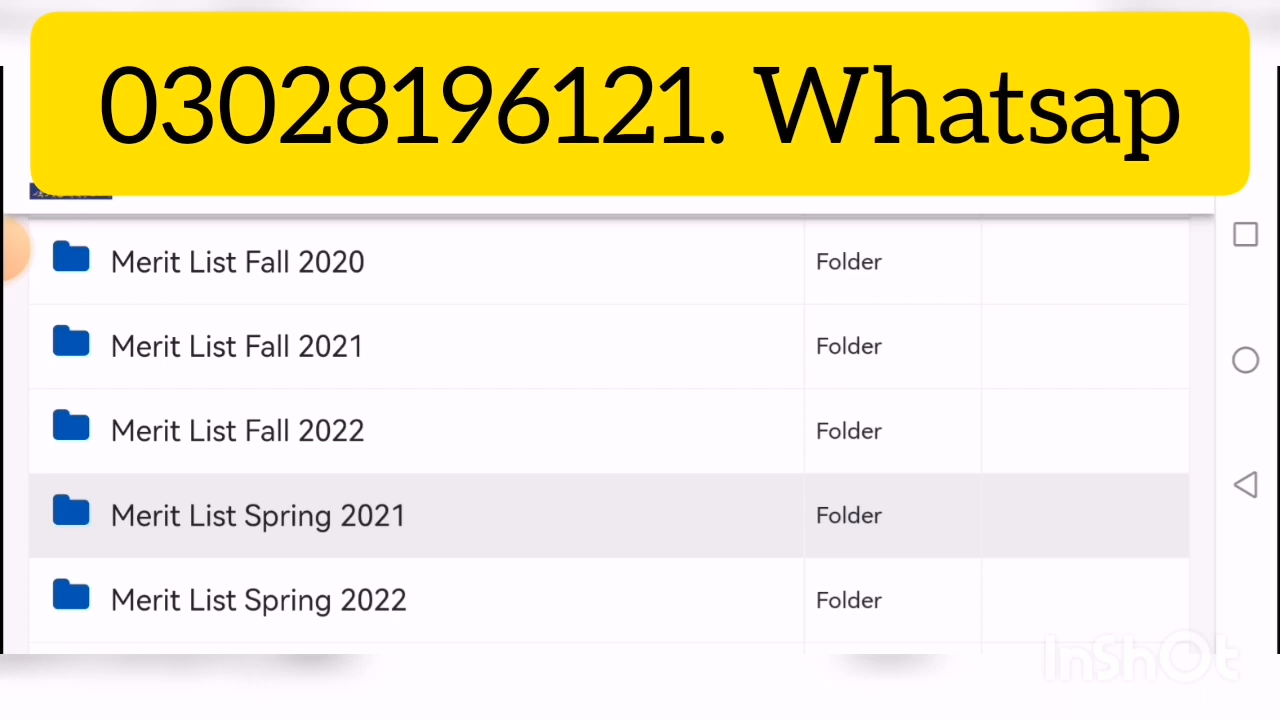 03028196121. Whatsap
Merit List Fall 2020 Folder
Merit List Fall 2021 Folder
Merit List Fall 2022 Folder
Merit List Spring 2021 Folder
Merit List Spring 2022 Folder
InShOt